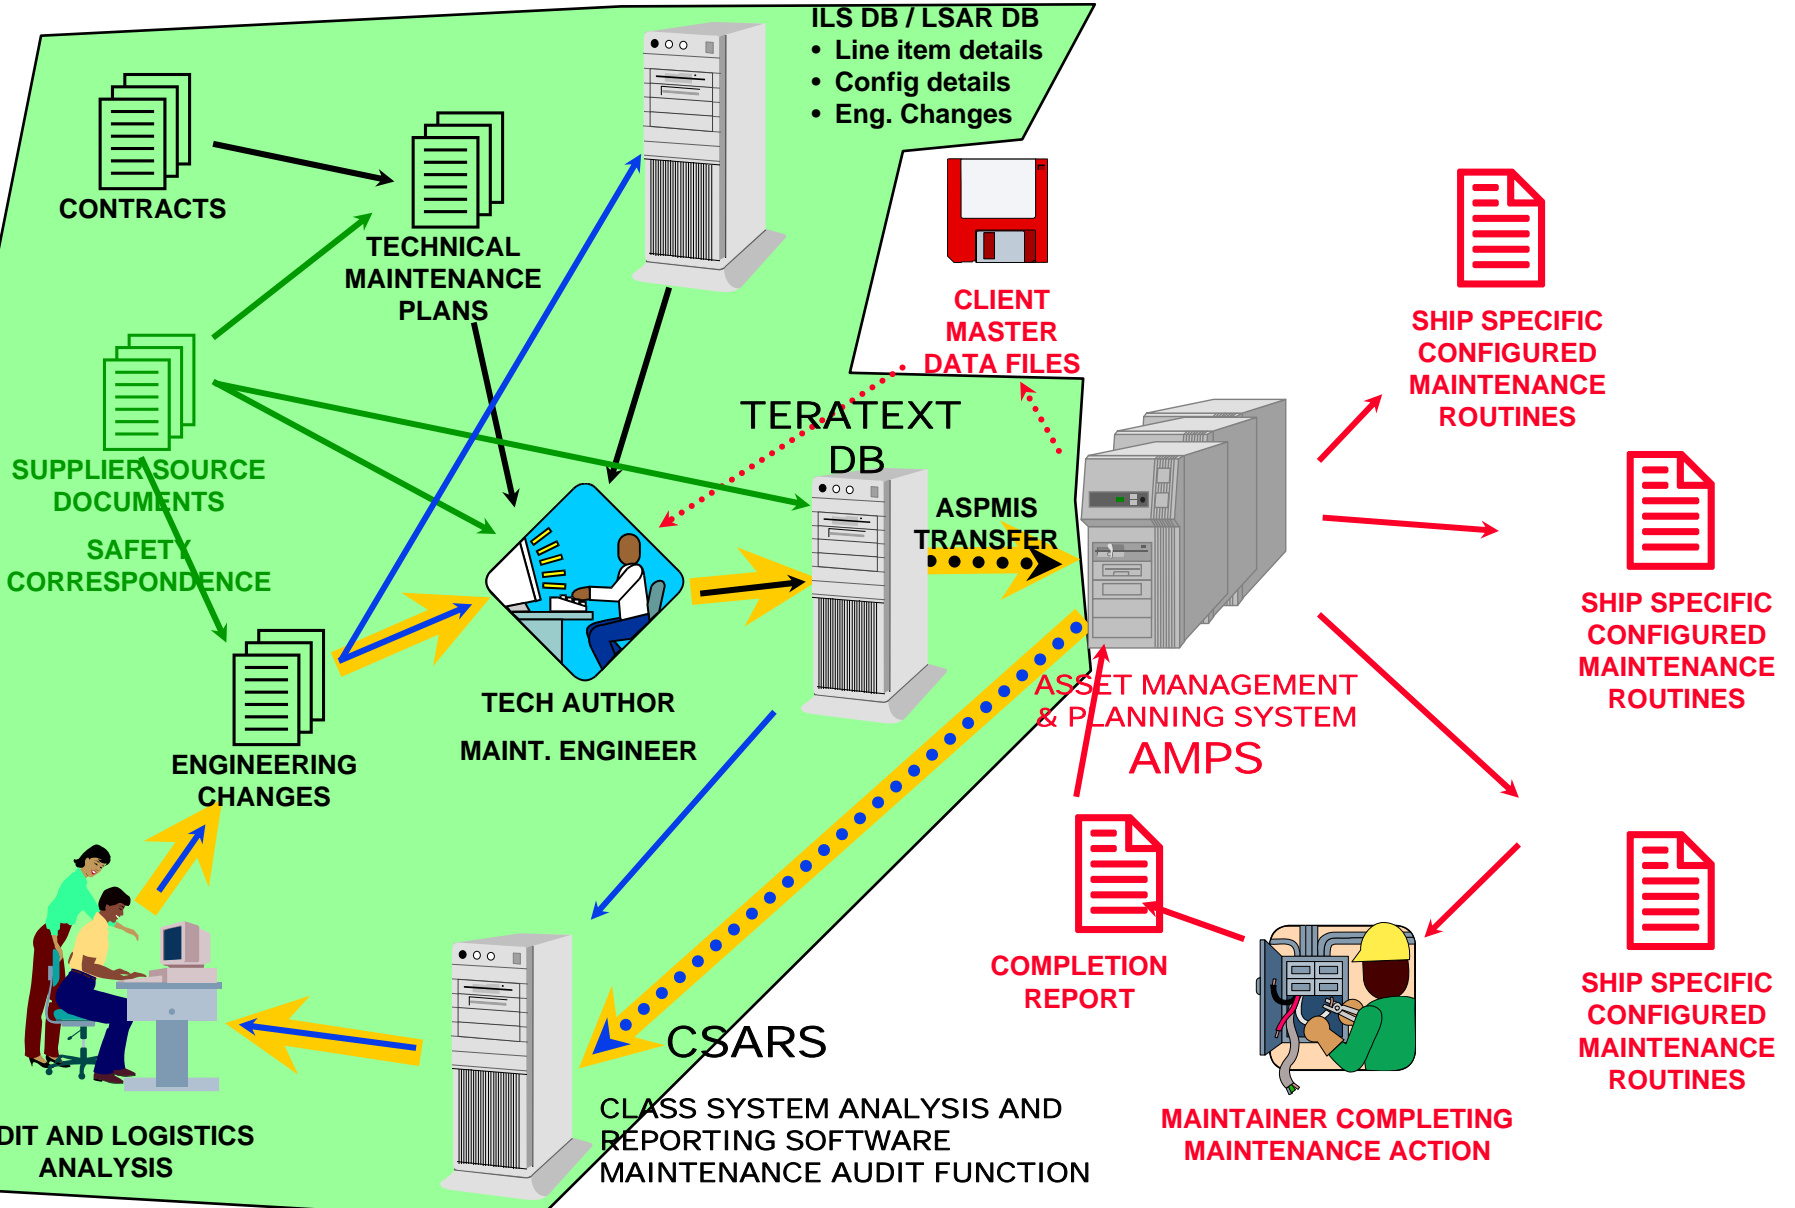 ILS DB / LSAR DB
• Line item details
• Config details
• Eng. Changes
CONTRACTS
TECHNICAL
MAINTENANCE
PLANS
CLIENT
MASTER
DATA FILES
SHIP SPECIFIC
CONFIGURED
MAINTENANCE
ROUTINES
SUPPLIER SOURCE
DOCUMENTS
SAFETY
CORRESPONDENCE
TERATEXT
DB
ASPMIS
TRANSFER
SHIP SPECIFIC
CONFIGURED
MAINTENANCE
ROUTINES
TECH AUTHOR
MAINT. ENGINEER
ASSET MANAGEMENT
& PLANNING SYSTEM
AMPS
ENGINEERING
CHANGES
COMPLETION
REPORT
SHIP SPECIFIC
CONFIGURED
MAINTENANCE
ROUTINES
CSARS
CLASS SYSTEM ANALYSIS AND
REPORTING SOFTWARE
MAINTENANCE AUDIT FUNCTION
MAINTAINER COMPLETING
MAINTENANCE ACTION
DIT AND LOGISTICS
ANALYSIS